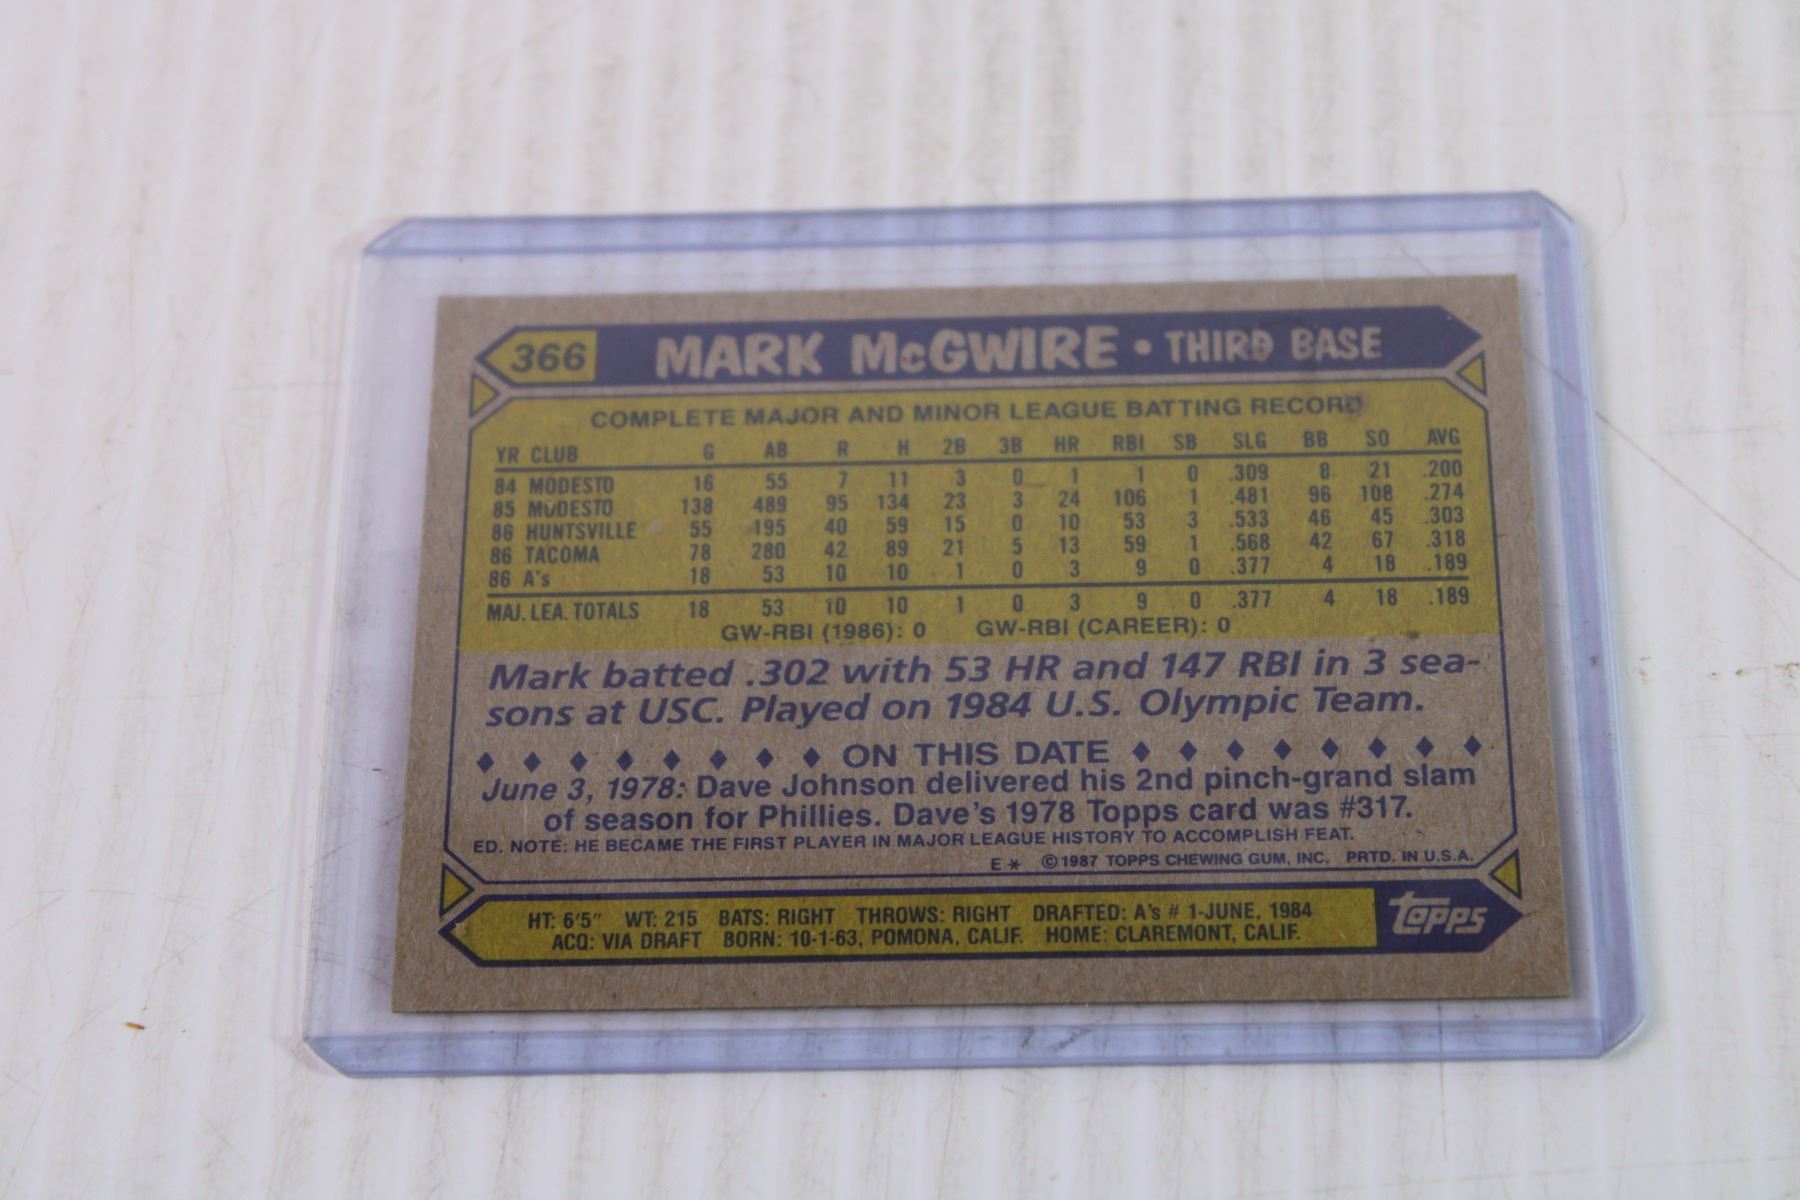 366 MARK McGWIRE • THIRD BASE
COMPLETE MAJOR AND MINOR LEAGUE BATTING RECORD
YR CLUB G AB R H 2B 3B HR RBI SB SLG BB SO AVG
84 MODESTO 16 55 7 11 3 0 1 1 0 .309 8 21 .200
85 MODESTO 138 489 95 134 23 3 24 106 1 .481 96 108 .274
86 HUNTSVILLE 55 195 40 59 15 0 10 53 3 .533 46 45 .303
86 TACOMA 78 280 42 89 21 5 13 59 1 .568 42 67 .318
86 A's 18 53 10 10 1 0 3 9 0 .377 4 18 .189
MAJ. LEA. TOTALS 18 53 10 10 1 0 3 9 0 .377 4 18 .189
GW-RBI (1986): 0 GW-RBI (CAREER): 0
Mark batted .302 with 53 HR and 147 RBI in 3 sea-
sons at USC. Played on 1984 U.S. Olympic Team.
♦ ♦ ♦ ♦ ♦ ♦ ♦ ♦ ON THIS DATE ♦ ♦ ♦ ♦ ♦ ♦ ♦ ♦
June 3, 1978: Dave Johnson delivered his 2nd pinch-grand slam
of season for Phillies. Dave's 1978 Topps card was #317.
ED. NOTE: HE BECAME THE FIRST PLAYER IN MAJOR LEAGUE HISTORY TO ACCOMPLISH FEAT.
E* ©1987 TOPPS CHEWING GUM, INC. PRTD. IN U.S.A.
HT: 6'5" WT: 215 BATS: RIGHT THROWS: RIGHT DRAFTED: A's # 1-JUNE, 1984
ACQ: VIA DRAFT BORN: 10-1-63, POMONA, CALIF. HOME: CLAREMONT, CALIF.
topps